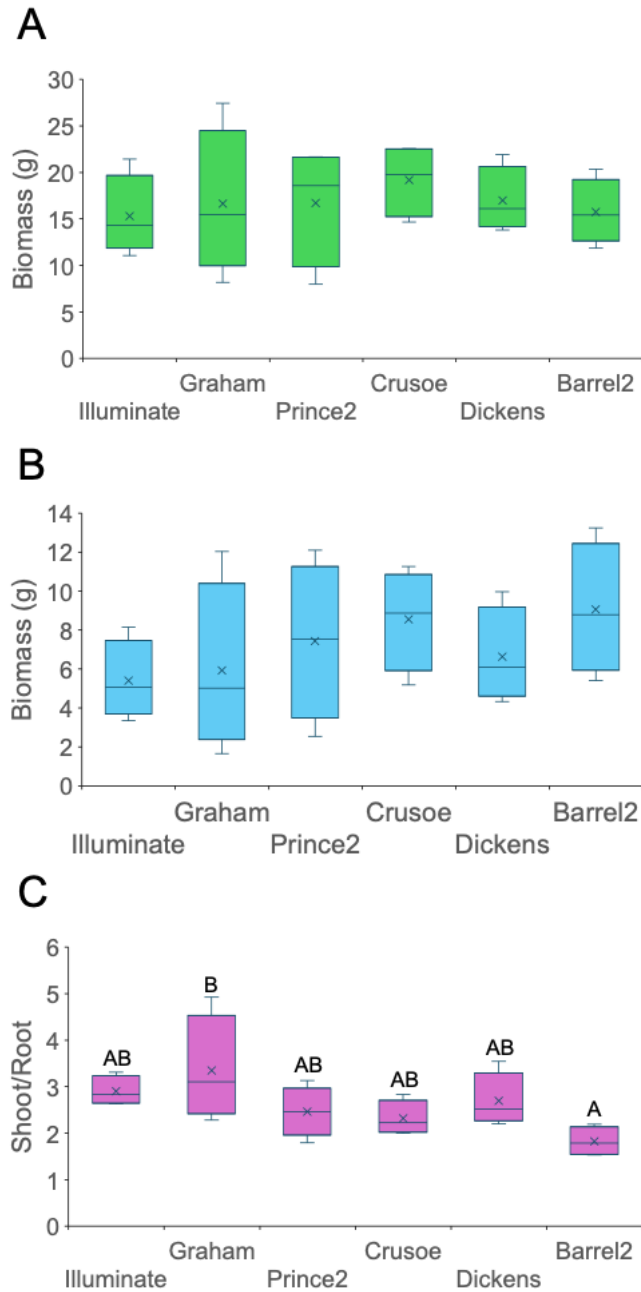 A
Biomass (g)
30
25
20
15
10
5
0
Graham Crusoe Barrel2
Illuminate Prince2 Dickens
B
Biomass (g)
14
12
10
8
6
4
2
0
Graham Crusoe Barrel2
Illuminate Prince2 Dickens
C
Shoot/Root
6
5
4
3
2
1
0
AB B AB AB AB A
Graham Crusoe Barrel2
Illuminate Prince2 Dickens